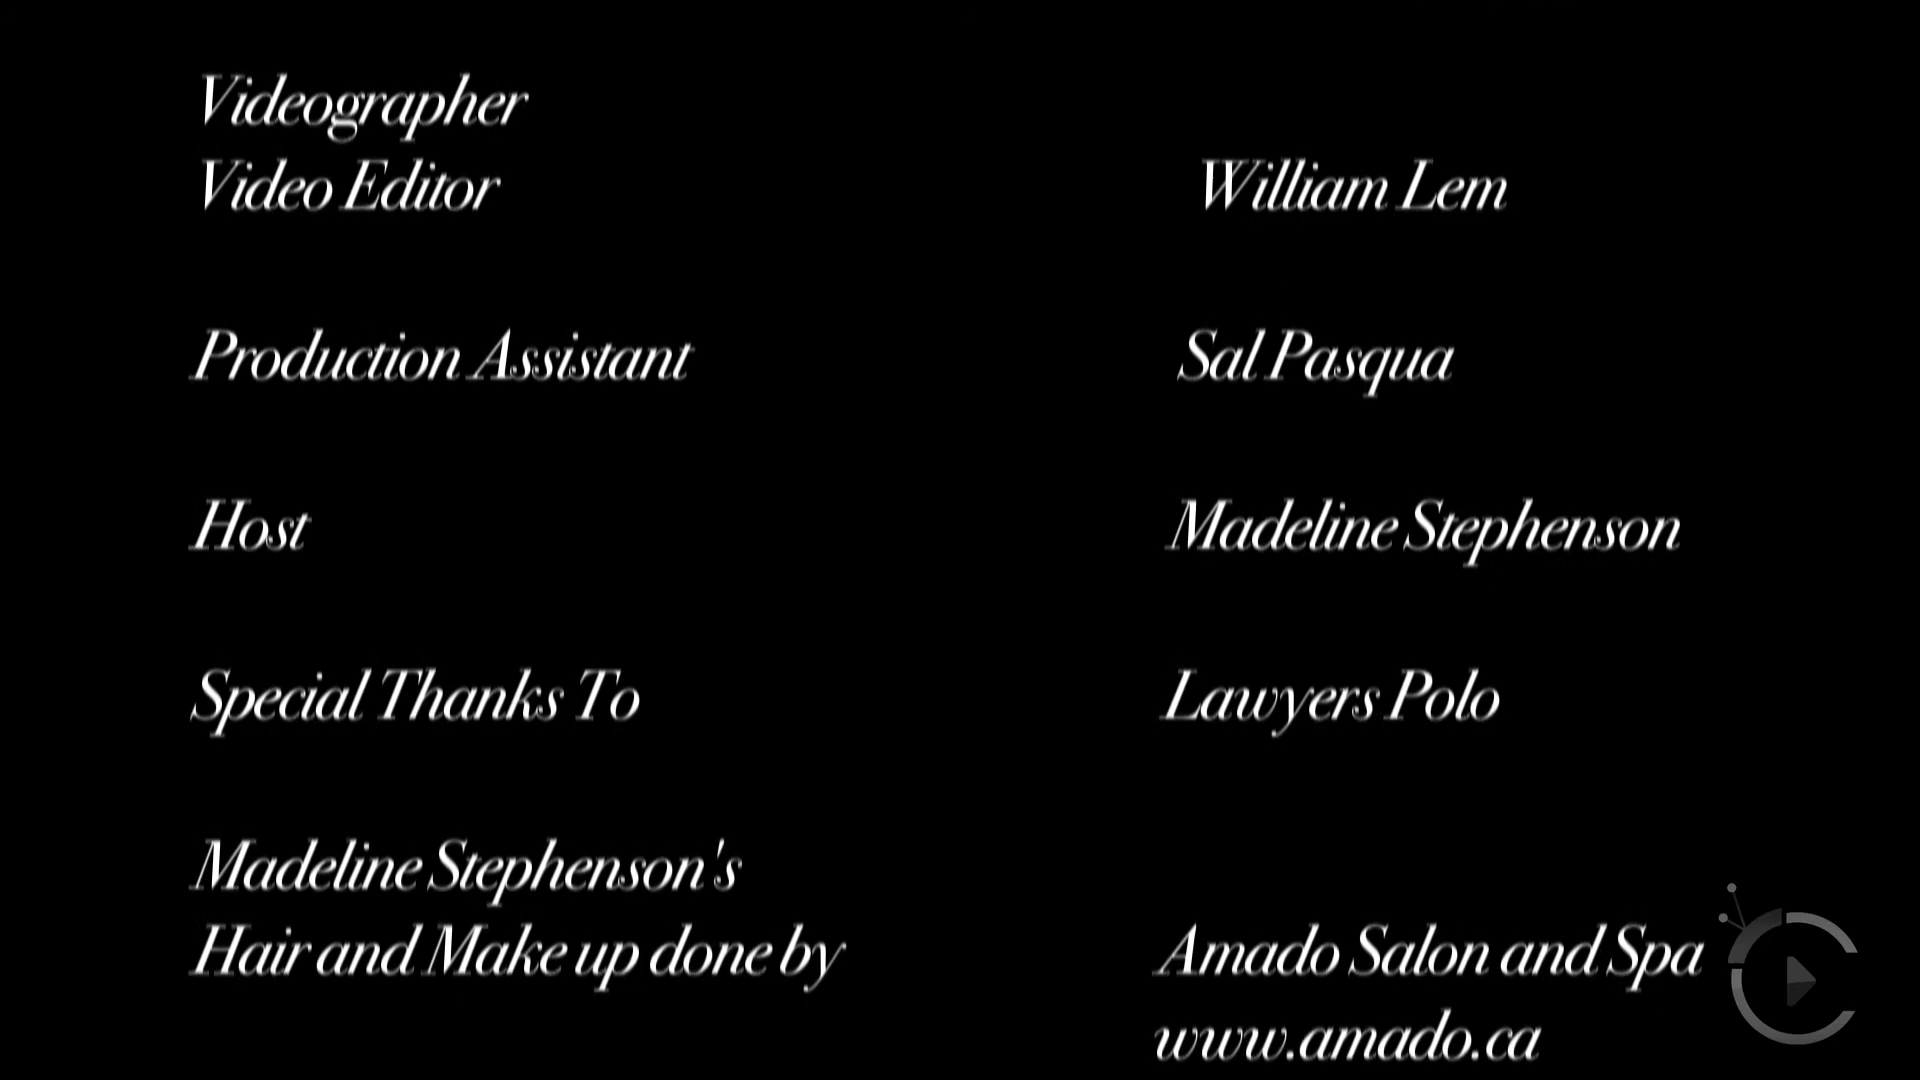 Videographer
Video Editor William Lem
Production Assistant Sal Pasqua
Host Madeline Stephenson
Special Thanks To Lawyers Polo
Madeline Stephenson's
Hair and Make up done by Amado Salon and Spa
www.amado.ca